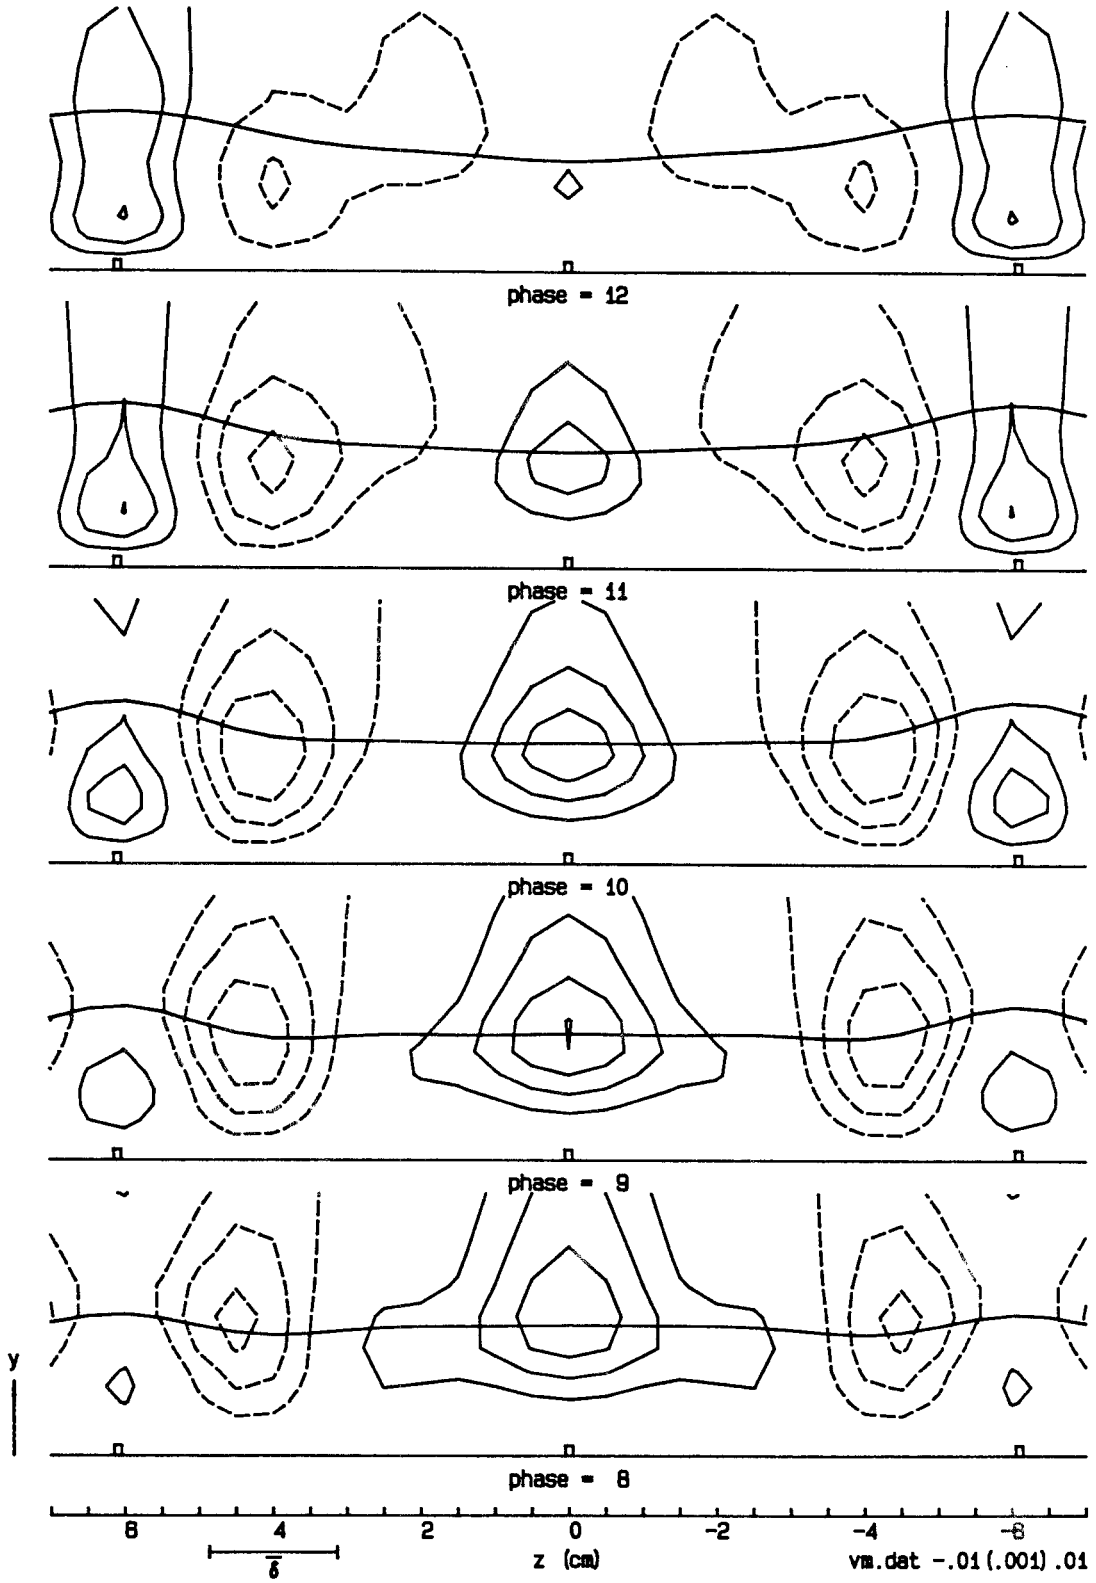 phase = 12
phase = 11
phase = 10
phase = 9
y
phase = 8
8 4 2 0 -2 -4 -6
δ̅
z (cm)
vm.dat -.01(.001).01